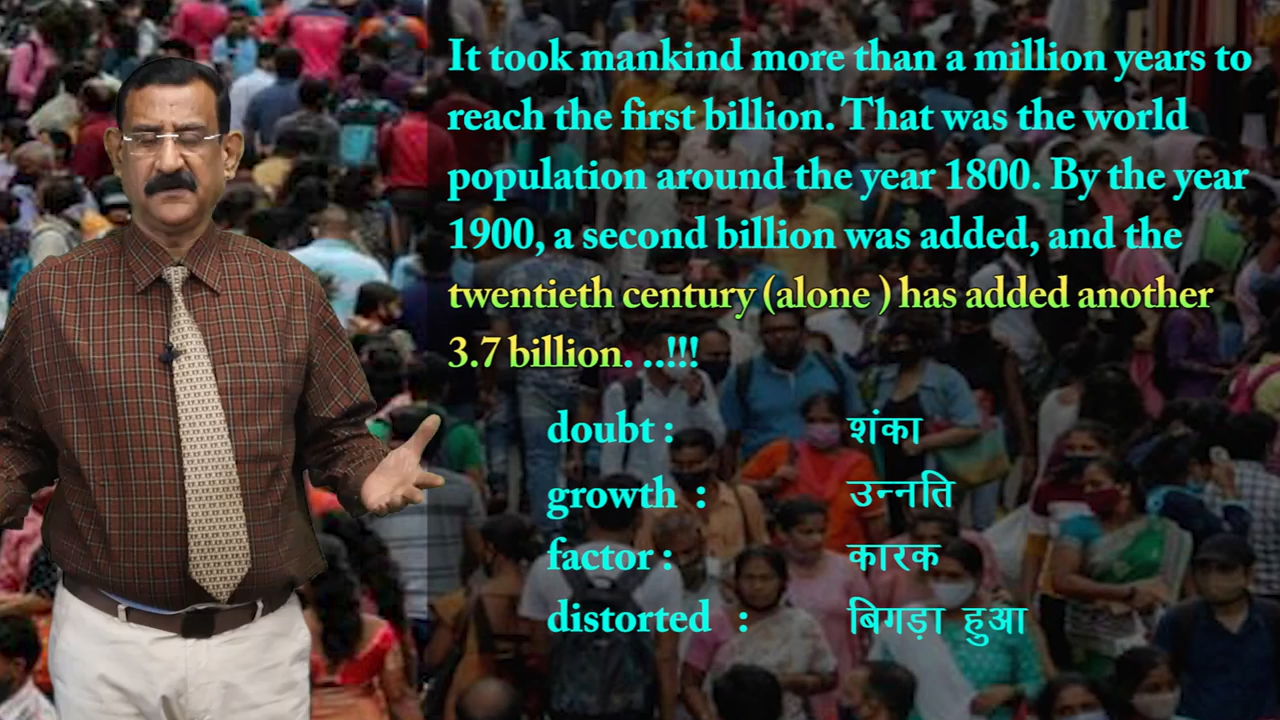 It took mankind more than a million years to
reach the first billion. That was the world
population around the year 1800. By the year
1900, a second billion was added, and the
twentieth century (alone ) has added another
3.7 billion. ..!!!
doubt : शंका
growth : उन्नति
factor : कारक
distorted : बिगड़ा हुआ